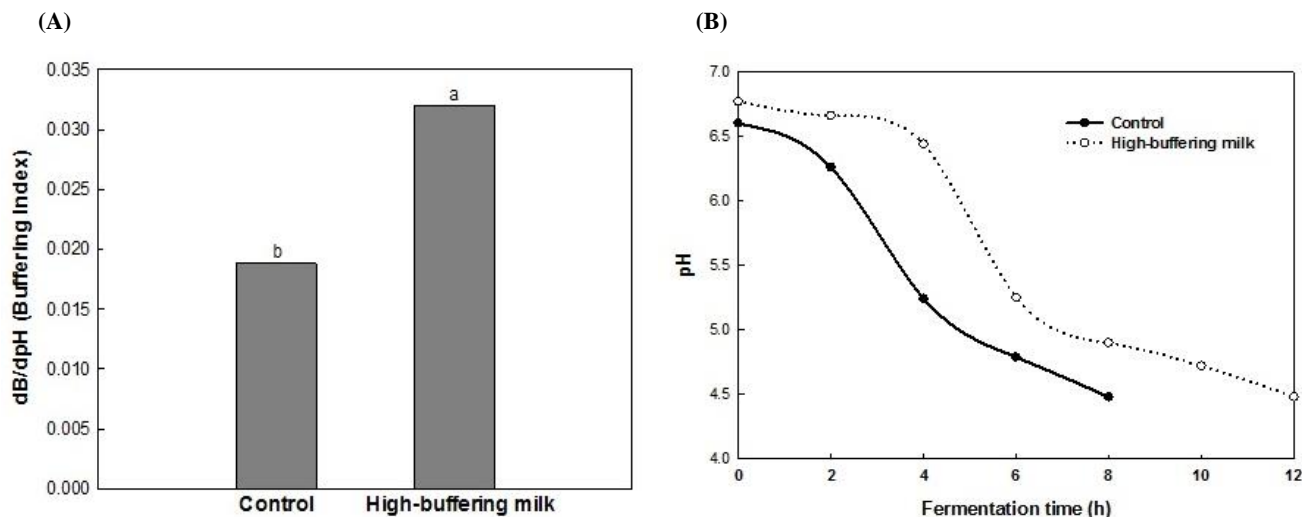 (A)
0.035
0.030
0.025
0.020
0.015
0.010
0.005
0.000
dB/dpH (Buffering Index)
b
a
Control
High-buffering milk
(B)
7.0
6.5
6.0
5.5
5.0
4.5
4.0
pH
Control
High-buffering milk
0 2 4 6 8 10 12
Fermentation time (h)